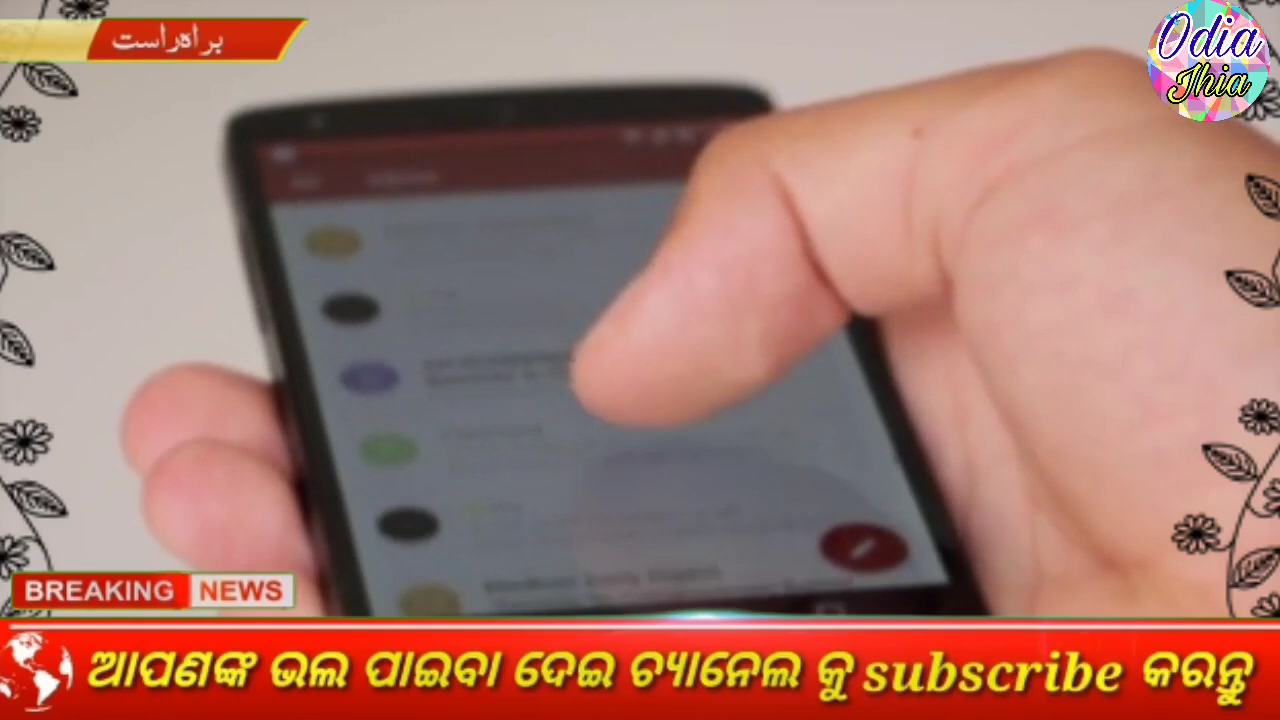 براہ راست
Odia
Jhia
BREAKING NEWS
ଆପଣଙ୍କ ଭଲ ପାଇବା ଦେଇ ଚ୍ୟାନେଲ କୁ subscribe କରନ୍ତୁ